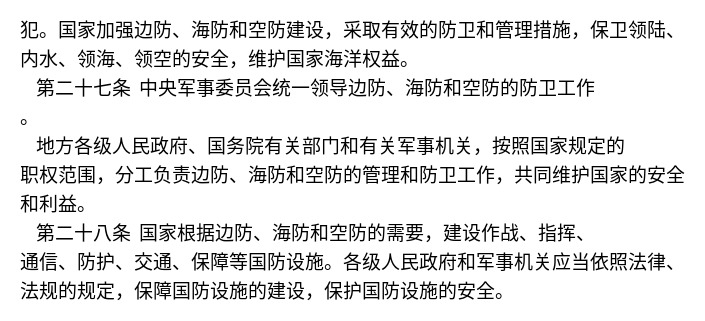 犯。国家加强边防、海防和空防建设，采取有效的防卫和管理措施，保卫领陆、
内水、领海、领空的安全，维护国家海洋权益。
第二十七条 中央军事委员会统一领导边防、海防和空防的防卫工作
。
地方各级人民政府、国务院有关部门和有关军事机关，按照国家规定的
职权范围，分工负责边防、海防和空防的管理和防卫工作，共同维护国家的安全
和利益。
第二十八条 国家根据边防、海防和空防的需要，建设作战、指挥、
通信、防护、交通、保障等国防设施。各级人民政府和军事机关应当依照法律、
法规的规定，保障国防设施的建设，保护国防设施的安全。